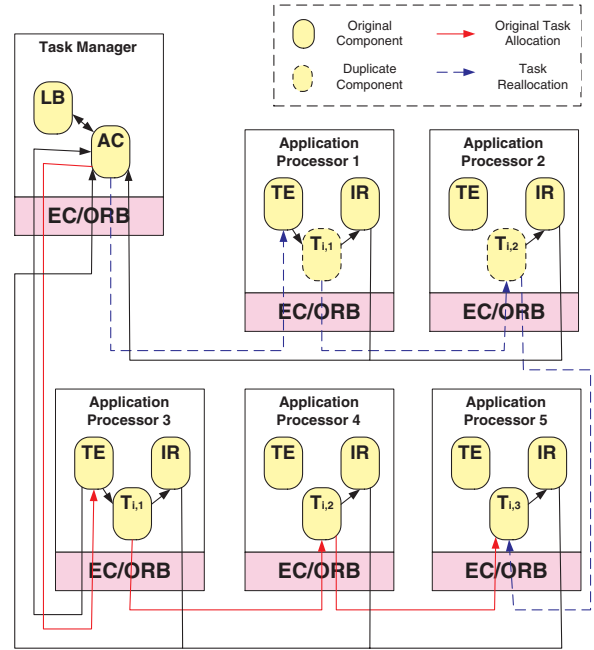 Task Manager
LB
AC
EC/ORB
Original
Component
Original Task
Allocation
Duplicate
Component
Task
Reallocation
Application
Processor 1
TE
IR
Ti,1
EC/ORB
Application
Processor 2
TE
IR
Ti,2
EC/ORB
Application
Processor 3
TE
IR
Ti,1
EC/ORB
Application
Processor 4
TE
IR
Ti,2
EC/ORB
Application
Processor 5
TE
IR
Ti,3
EC/ORB